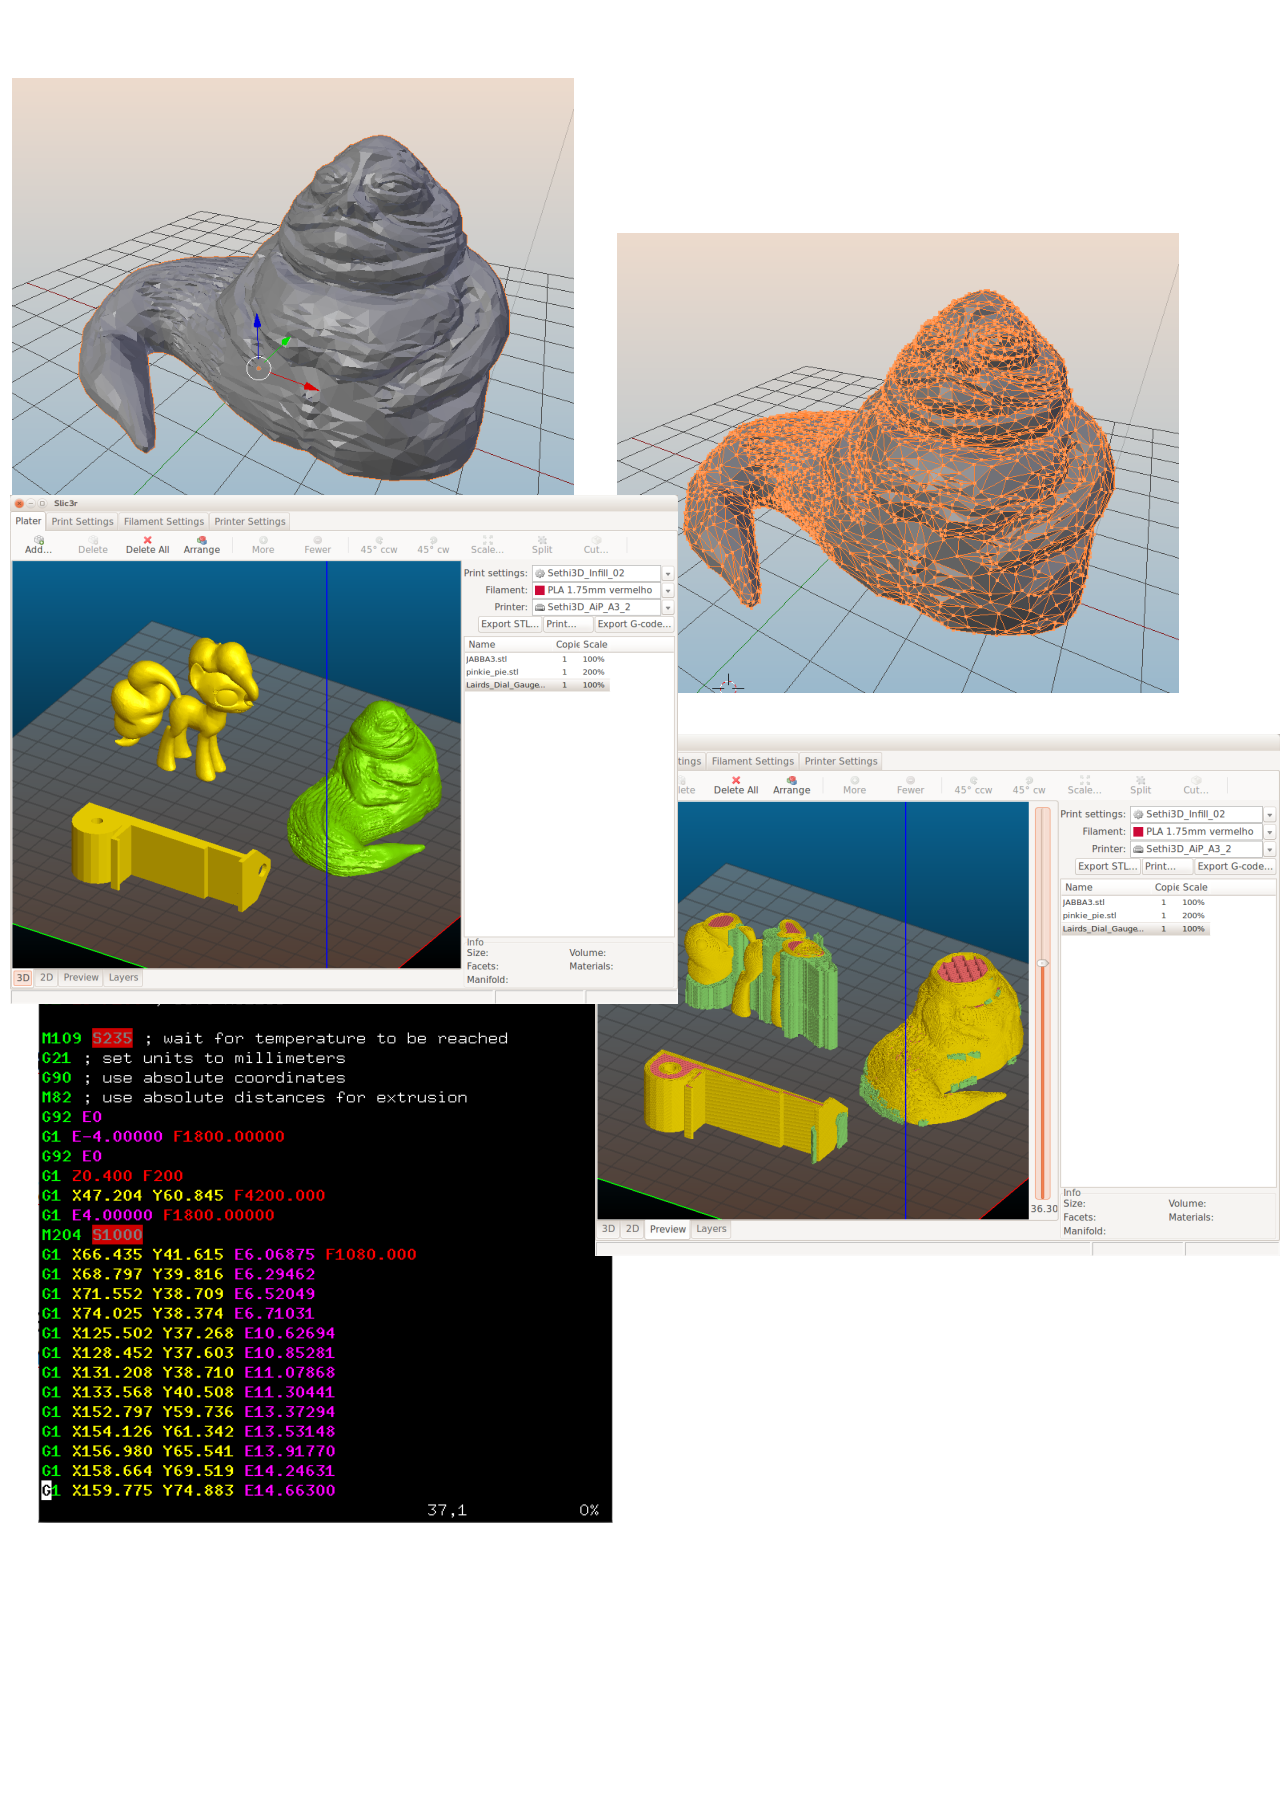 Slic3r
Plater Print Settings Filament Settings Printer Settings
Add... Delete Delete All Arrange More Fewer 45° ccw 45° cw Scale... Split Cut...
Print settings: Sethi3D_Infill_02
Filament: PLA 1.75mm vermelho
Printer: Sethi3D_AiP_A3_2
Export STL... Print... Export G-code...
Name Copie Scale
JABBA3.stl 1 100%
pinkie_pie.stl 1 200%
Lairds_Dial_Gauge... 1 100%
Info
Size: Volume:
Facets: Materials:
Manifold:
3D 2D Preview Layers
ttings Filament Settings Printer Settings
lete Delete All Arrange More Fewer 45° ccw 45° cw Scale... Split Cut...
Print settings: Sethi3D_Infill_02
Filament: PLA 1.75mm vermelho
Printer: Sethi3D_AiP_A3_2
Export STL... Print... Export G-code...
Name Copie Scale
JABBA3.stl 1 100%
pinkie_pie.stl 1 200%
Lairds_Dial_Gauge... 1 100%
36.30
Info
Size: Volume:
Facets: Materials:
Manifold:
3D 2D Preview Layers
M109 S235 ; wait for temperature to be reached
G21 ; set units to millimeters
G90 ; use absolute coordinates
M82 ; use absolute distances for extrusion
G92 E0
G1 E-4.00000 F1800.00000
G92 E0
G1 Z0.400 F200
G1 X47.204 Y60.845 F4200.000
G1 E4.00000 F1800.00000
M204 S1000
G1 X66.435 Y41.615 E6.06875 F1080.000
G1 X68.797 Y39.816 E6.29462
G1 X71.552 Y38.709 E6.52049
G1 X74.025 Y38.374 E6.71031
G1 X125.502 Y37.268 E10.62694
G1 X128.452 Y37.603 E10.85281
G1 X131.208 Y38.710 E11.07868
G1 X133.568 Y40.508 E11.30441
G1 X152.797 Y59.736 E13.37294
G1 X154.126 Y61.342 E13.53148
G1 X156.980 Y65.541 E13.91770
G1 X158.664 Y69.519 E14.24631
G1 X159.775 Y74.883 E14.66300
37,1 0%